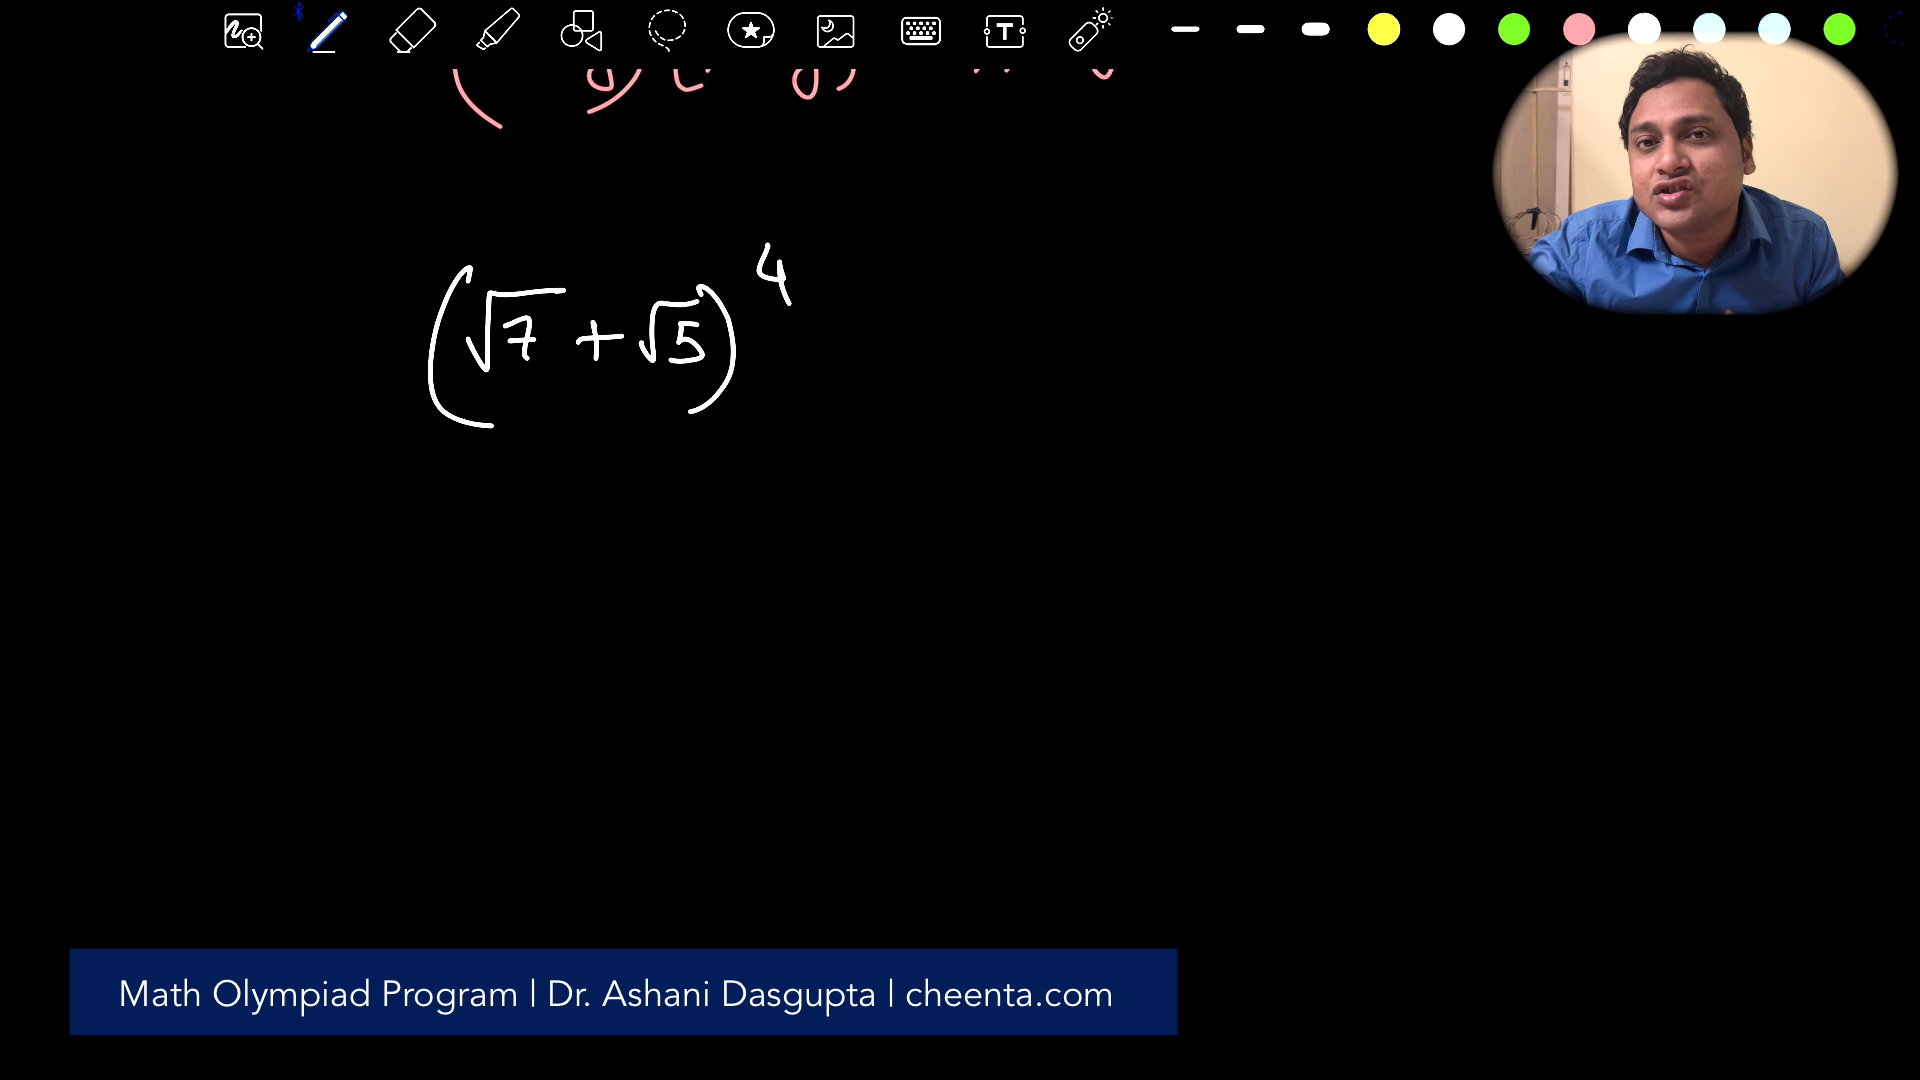 (√7 + √5)⁴
Math Olympiad Program | Dr. Ashani Dasgupta | cheenta.com